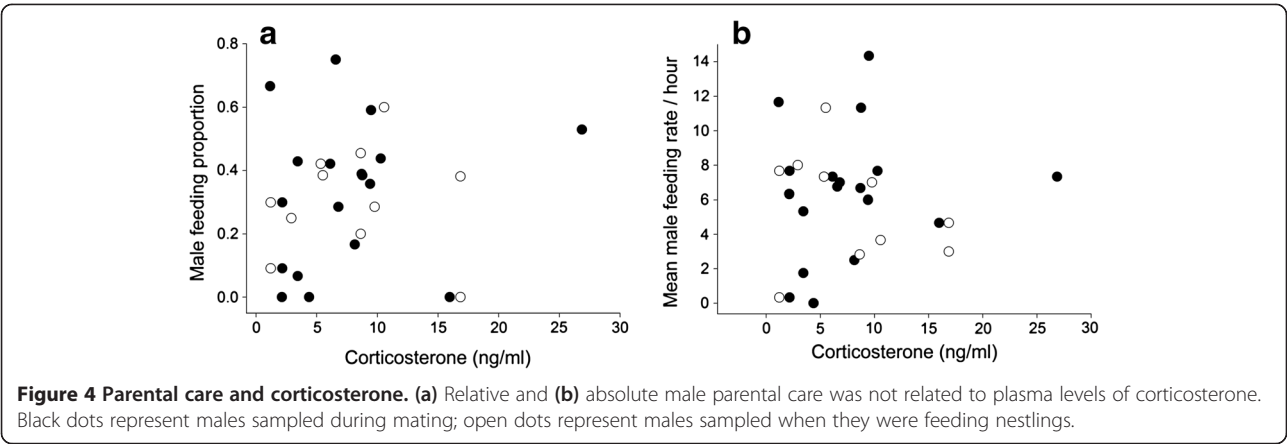 a
0.8
0.6
0.4
0.2
0.0
Male feeding proportion
0 5 10 15 20 25 30
Corticosterone (ng/ml)
b
14
12
10
8
6
4
2
0
Mean male feeding rate / hour
0 5 10 15 20 25 30
Corticosterone (ng/ml)
Figure 4 Parental care and corticosterone. (a) Relative and (b) absolute male parental care was not related to plasma levels of corticosterone.
Black dots represent males sampled during mating; open dots represent males sampled when they were feeding nestlings.